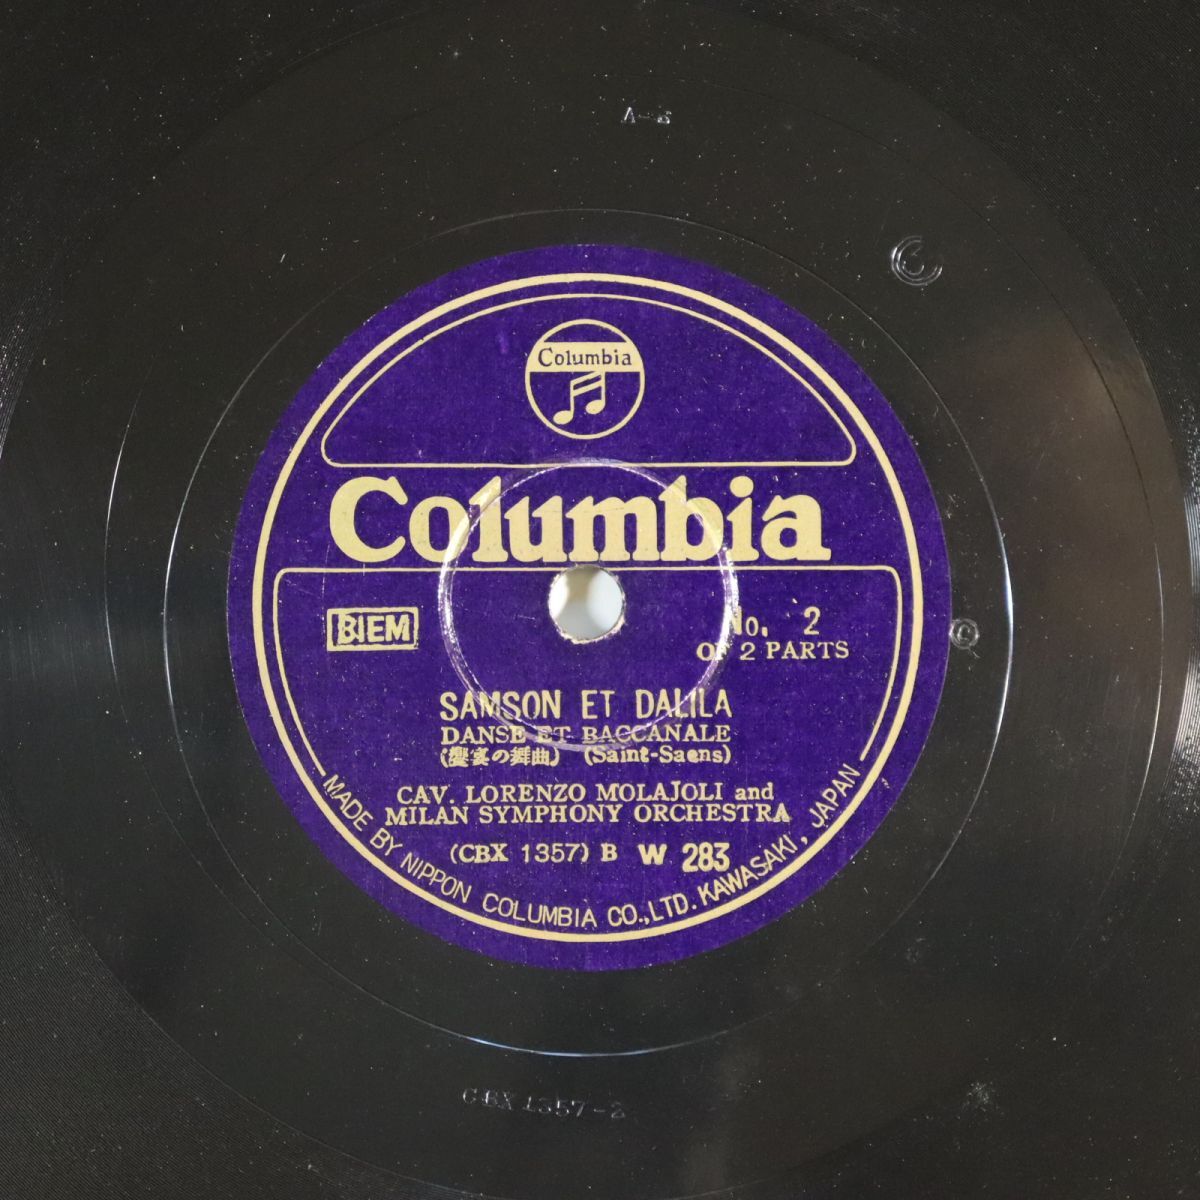 A-
Columbia
Columbia
BIEM
No. 2
OF 2 PARTS
SAMSON ET DALILA
DANSE ET BACCANALE
(饗宴の舞曲) (Saint-Saens)
CAV. LORENZO MOLAJOLI and
MILAN SYMPHONY ORCHESTRA
(CBX 1357) B W 283
MADE BY NIPPON COLUMBIA CO.,LTD. KAWASAKI, JAPAN
CBX 1357-2